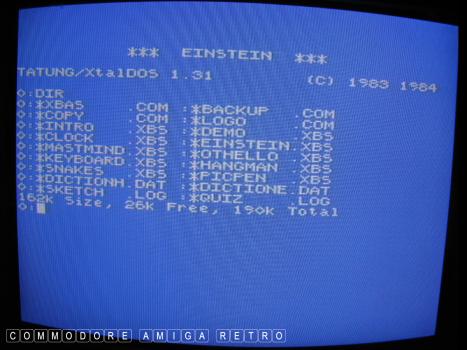 *** EINSTEIN ***
TATUNG/XtalDOS 1.31 (C) 1983 1984
0:DIR
0:*XBAS .COM :*BACKUP .COM
0:*COPY .COM :*LOGO .COM
0:*INTRO .XBS :*DEMO .XBS
0:*CLOCK .XBS :*EINSTEIN.XBS
0:*MASTMIND.XBS :*OTHELLO .XBS
0:*KEYBOARD.XBS :*HANGMAN .XBS
0:*SNAKES .XBS :*PICPEN .XBS
0:*DICTIONH.DAT :*DICTIONE.DAT
0:*SKETCH .LOG :*QUIZ .LOG
162k Size, 26k Free, 190k Total
0:
COMMODORE AMIGA RETRO